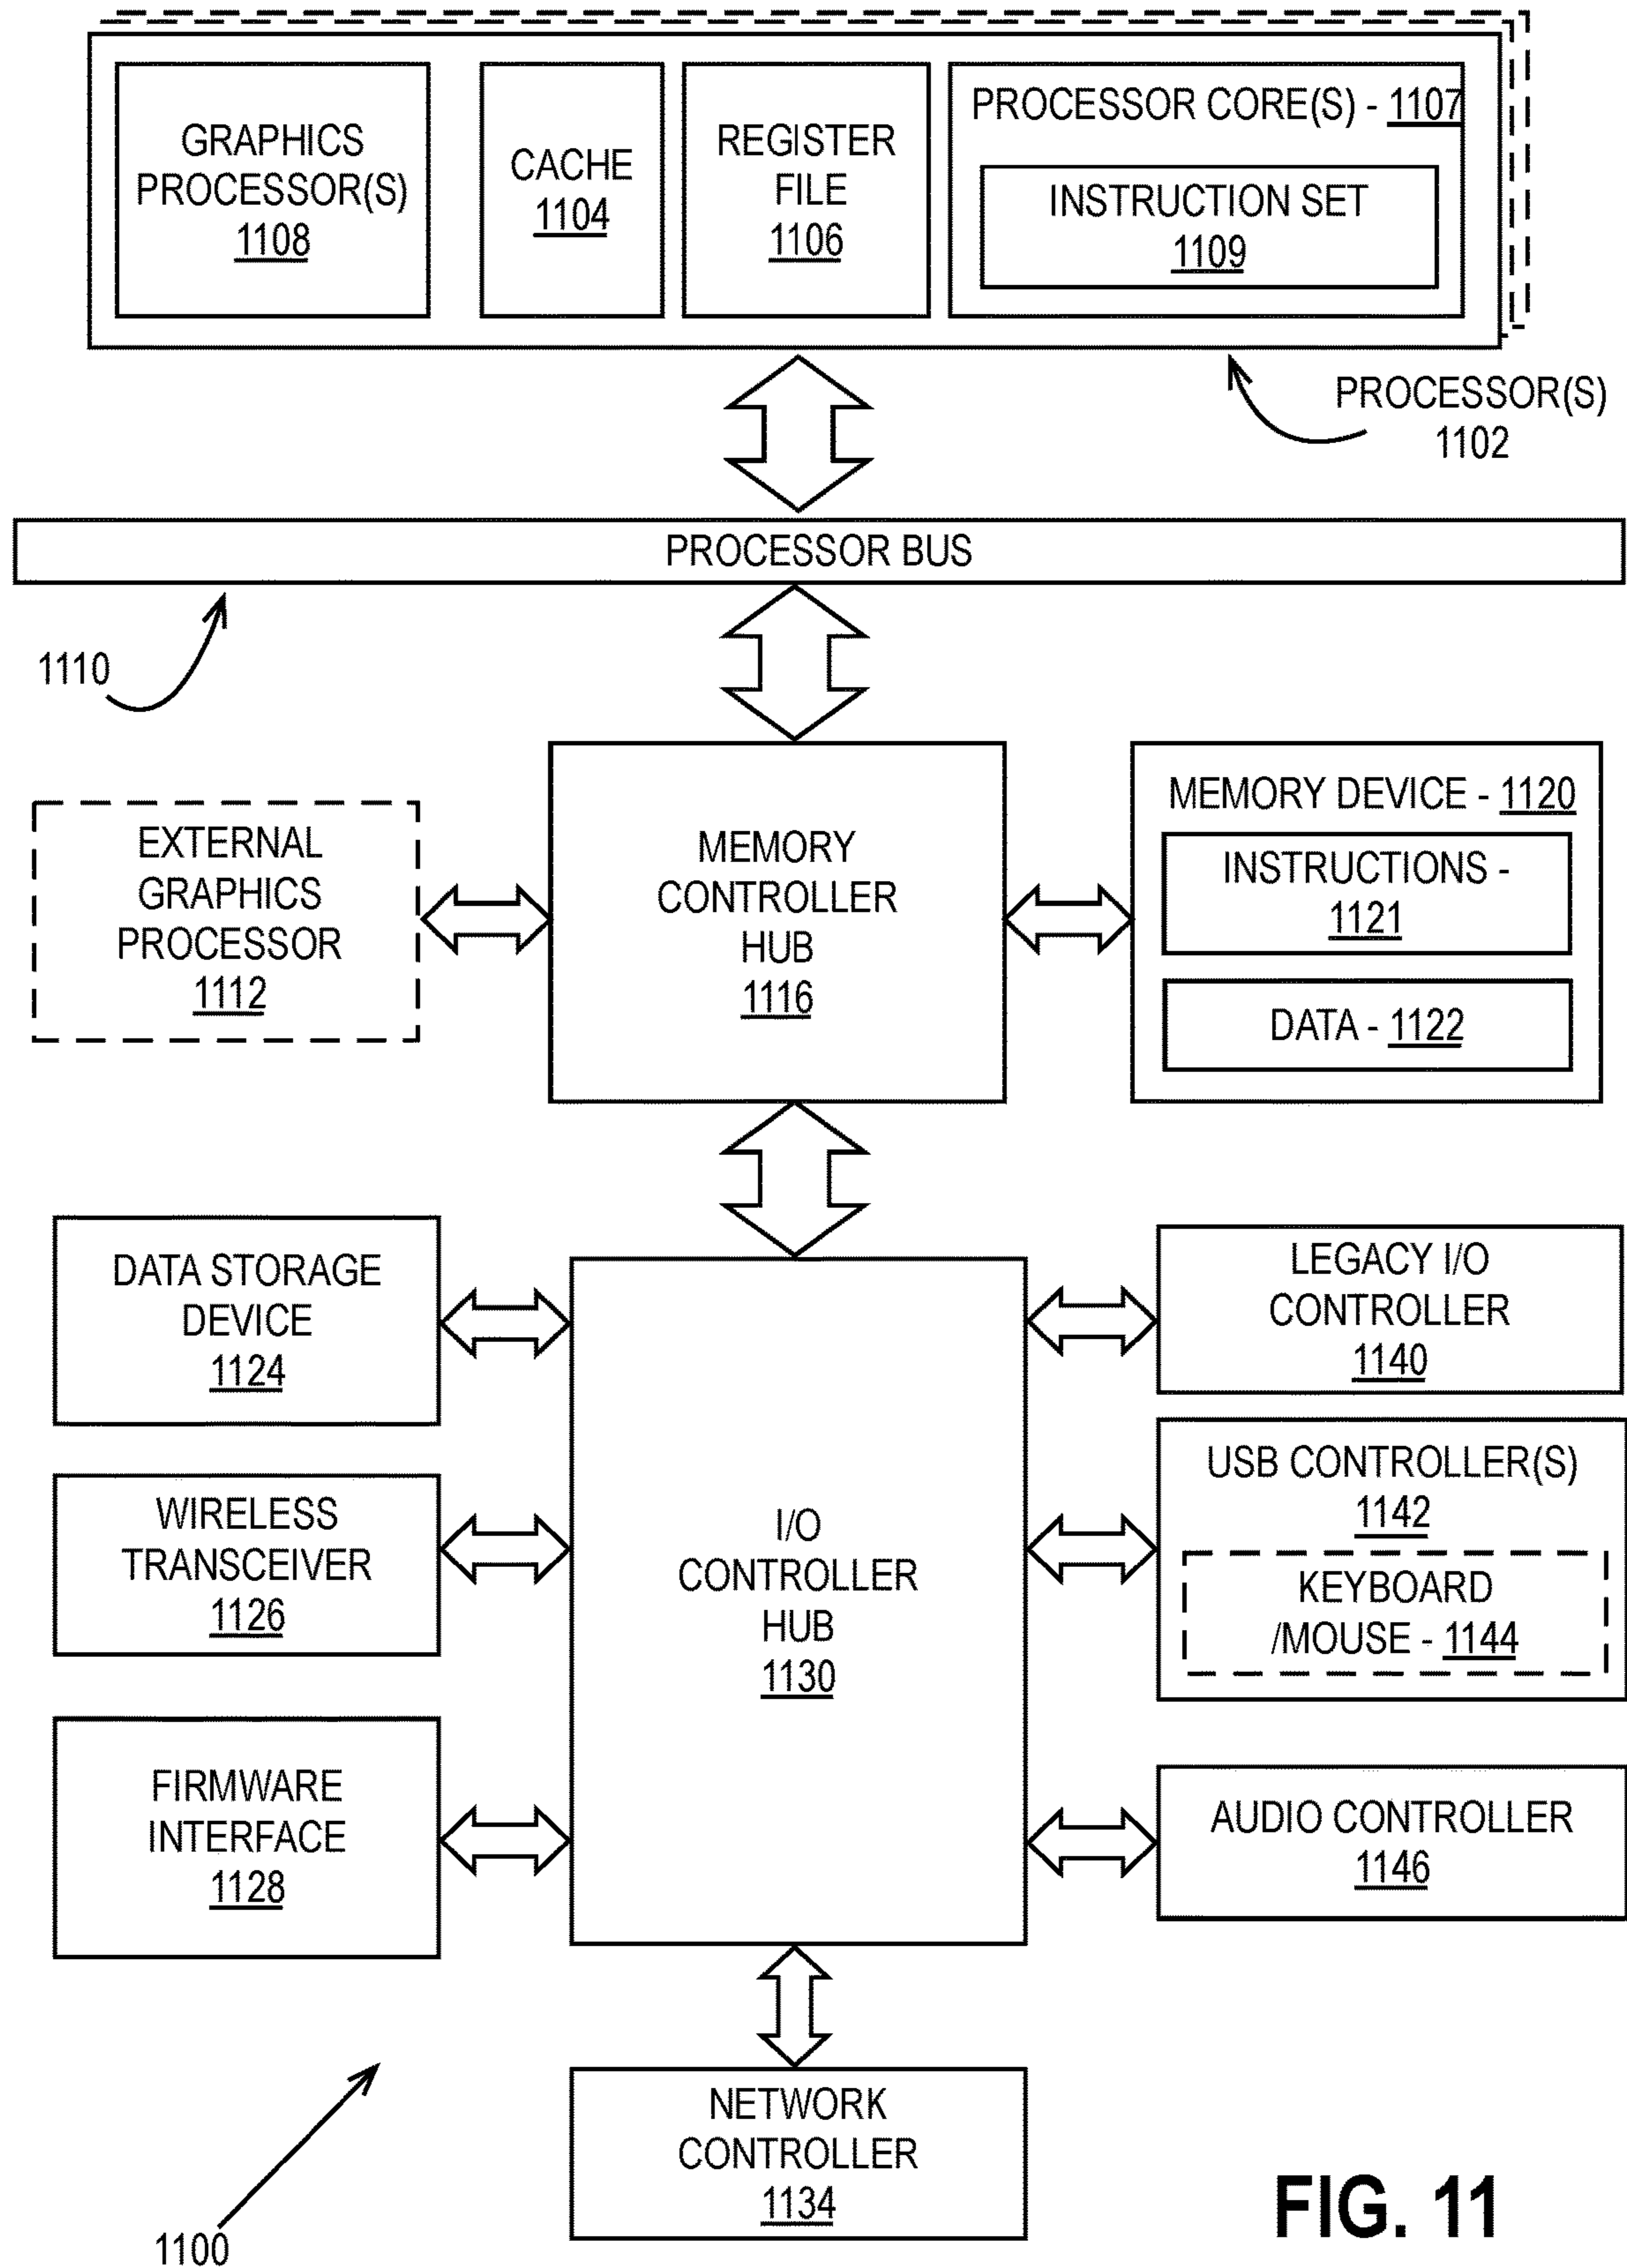 GRAPHICS
PROCESSOR(S)
1108
CACHE
1104
REGISTER
FILE
1106
PROCESSOR CORE(S) - 1107
INSTRUCTION SET
1109
PROCESSOR(S)
1102
PROCESSOR BUS
1110
EXTERNAL
GRAPHICS
PROCESSOR
1112
MEMORY
CONTROLLER
HUB
1116
MEMORY DEVICE - 1120
INSTRUCTIONS -
1121
DATA - 1122
DATA STORAGE
DEVICE
1124
WIRELESS
TRANSCEIVER
1126
FIRMWARE
INTERFACE
1128
I/O
CONTROLLER
HUB
1130
LEGACY I/O
CONTROLLER
1140
USB CONTROLLER(S)
1142
KEYBOARD
/MOUSE - 1144
AUDIO CONTROLLER
1146
NETWORK
CONTROLLER
1134
1100
FIG. 11